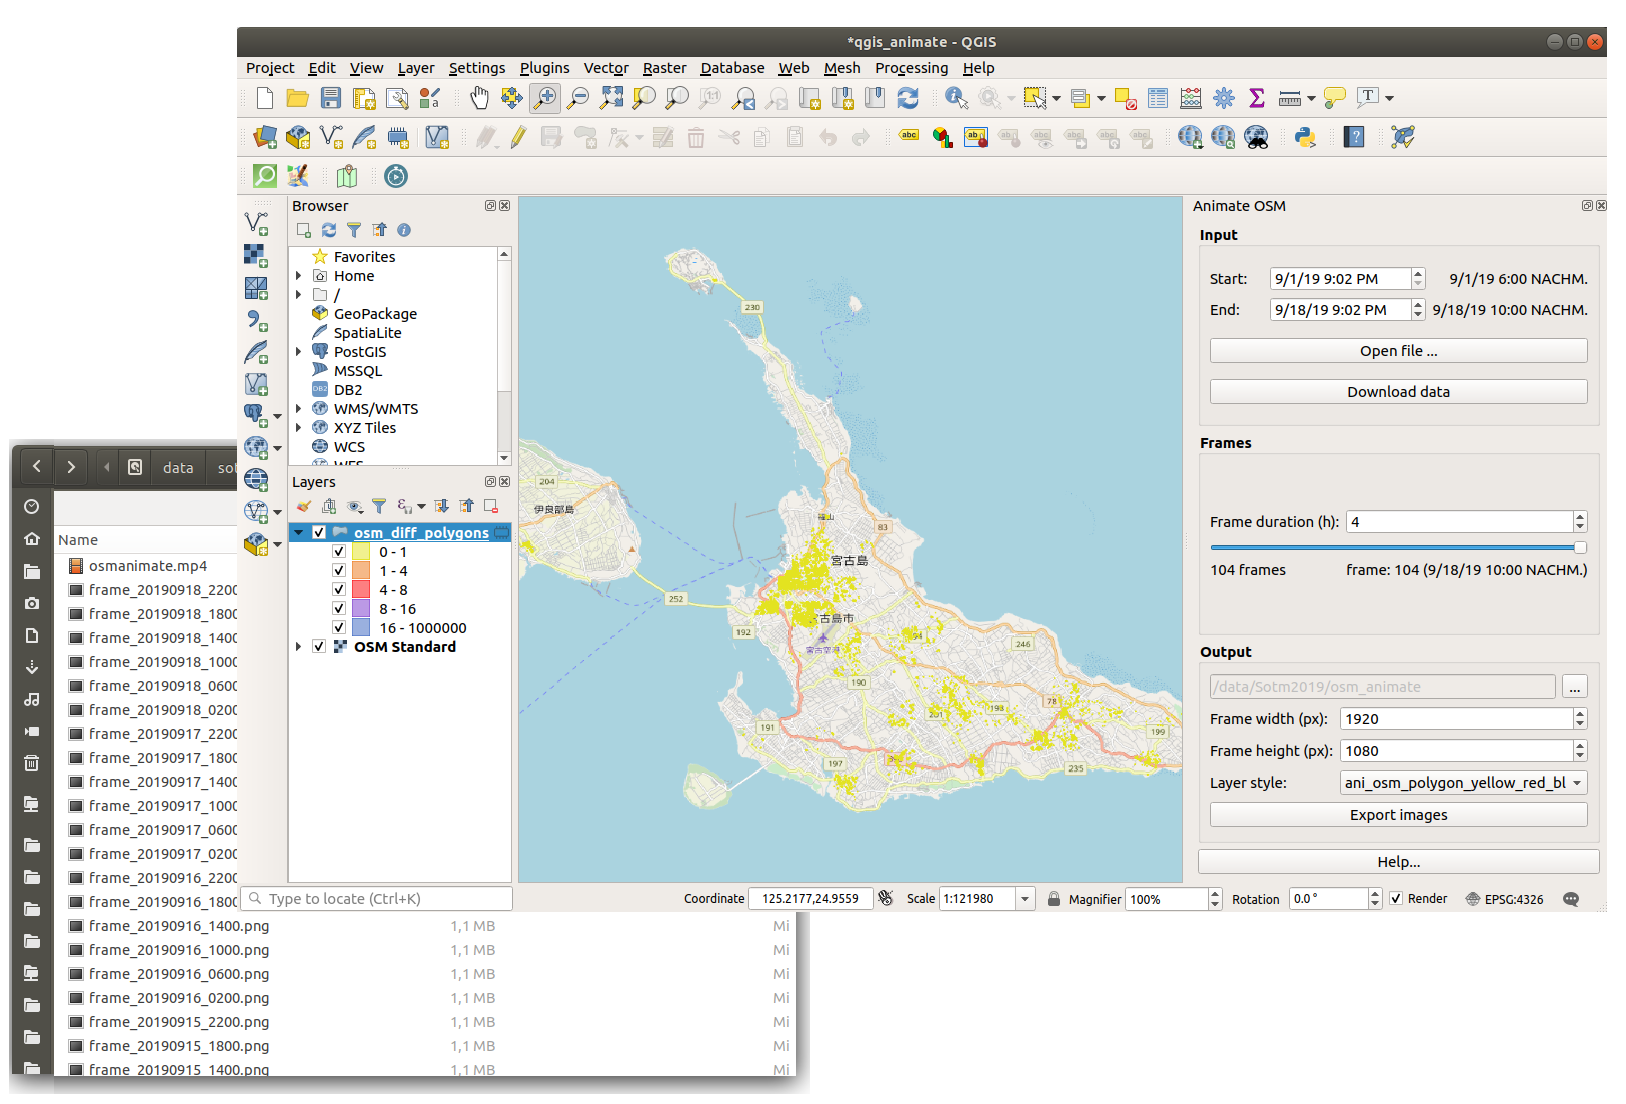 *qgis_animate - QGIS
Project Edit View Layer Settings Plugins Vector Raster Database Web Mesh Processing Help
Browser
Favorites
Home
/
GeoPackage
SpatiaLite
PostGIS
MSSQL
DB2
WMS/WMTS
XYZ Tiles
WCS
WFS
Layers
osm_diff_polygons
0 - 1
1 - 4
4 - 8
8 - 16
16 - 1000000
OSM Standard
230
204
伊良部島
83
福山
宮古島
252
192
宮古島市
94
宮古空港
246
190
201
198
78
191
199
197
235
Animate OSM
Input
Start: 9/1/19 9:02 PM 9/1/19 6:00 NACHM.
End: 9/18/19 9:02 PM 9/18/19 10:00 NACHM.
Open file ...
Download data
Frames
Frame duration (h): 4
104 frames frame: 104 (9/18/19 10:00 NACHM.)
Output
/data/Sotm2019/osm_animate ...
Frame width (px): 1920
Frame height (px): 1080
Layer style: ani_osm_polygon_yellow_red_bl
Export images
Help...
Type to locate (Ctrl+K) Coordinate 125.2177,24.9559 Scale 1:121980 Magnifier 100% Rotation 0.0 ° Render EPSG:4326
data sot
Name
osmanimate.mp4
frame_20190918_2200
frame_20190918_1800
frame_20190918_1400
frame_20190918_1000
frame_20190918_0600
frame_20190918_0200
frame_20190917_2200
frame_20190917_1800
frame_20190917_1400
frame_20190917_1000
frame_20190917_0600
frame_20190917_0200
frame_20190916_2200
frame_20190916_1800
frame_20190916_1400.png 1,1 MB Mi
frame_20190916_1000.png 1,1 MB Mi
frame_20190916_0600.png 1,1 MB Mi
frame_20190916_0200.png 1,1 MB Mi
frame_20190915_2200.png 1,1 MB Mi
frame_20190915_1800.png 1,1 MB Mi
frame_20190915_1400.png 1,1 MB Mi